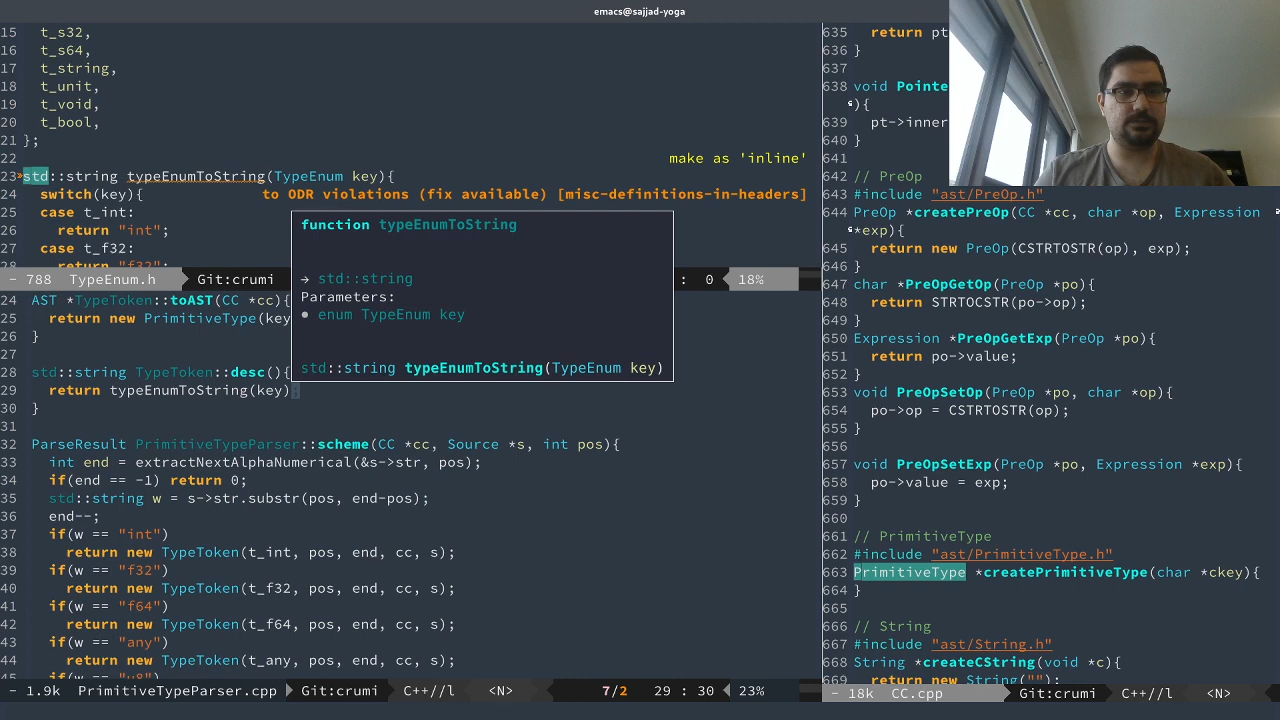 emacs@sajjad-yoga
15 t_s32,
16 t_s64,
17 t_string,
18 t_unit,
19 t_void,
20 t_bool,
21 };
22 make as 'inline'
23 std::string typeEnumToString(TypeEnum key){
24 switch(key){ to ODR violations (fix available) [misc-definitions-in-headers]
25 case t_int:
26 return "int";
27 case t_f32:
28 return "f32";
- 788 TypeEnum.h Git:crumi : 0 18%
function typeEnumToString
→ std::string
Parameters:
● enum TypeEnum key
std::string typeEnumToString(TypeEnum key)
24 AST *TypeToken::toAST(CC *cc){
25 return new PrimitiveType(key
26 }
27
28 std::string TypeToken::desc(){
29 return typeEnumToString(key);
30 }
31
32 ParseResult PrimitiveTypeParser::scheme(CC *cc, Source *s, int pos){
33 int end = extractNextAlphaNumerical(&s->str, pos);
34 if(end == -1) return 0;
35 std::string w = s->str.substr(pos, end-pos);
36 end--;
37 if(w == "int")
38 return new TypeToken(t_int, pos, end, cc, s);
39 if(w == "f32")
40 return new TypeToken(t_f32, pos, end, cc, s);
41 if(w == "f64")
42 return new TypeToken(t_f64, pos, end, cc, s);
43 if(w == "any")
44 return new TypeToken(t_any, pos, end, cc, s);
45 if(w == "u8")
- 1.9k PrimitiveTypeParser.cpp Git:crumi C++//l <N> 7/2 29 : 30 23%
635 return pt
636 }
637
638 void Pointe
){
639 pt->inner
640 }
641
642 // PreOp
643 #include "ast/PreOp.h"
644 PreOp *createPreOp(CC *cc, char *op, Expression
*exp){
645 return new PreOp(CSTRTOSTR(op), exp);
646 }
647 char *PreOpGetOp(PreOp *po){
648 return STRTOCSTR(po->op);
649 }
650 Expression *PreOpGetExp(PreOp *po){
651 return po->value;
652 }
653 void PreOpSetOp(PreOp *po, char *op){
654 po->op = CSTRTOSTR(op);
655 }
656
657 void PreOpSetExp(PreOp *po, Expression *exp){
658 po->value = exp;
659 }
660
661 // PrimitiveType
662 #include "ast/PrimitiveType.h"
663 PrimitiveType *createPrimitiveType(char *ckey){
664 }
665
666 // String
667 #include "ast/String.h"
668 String *createCString(void *c){
669 return new String("");
- 18k CC.cpp Git:crumi C++//l <N>